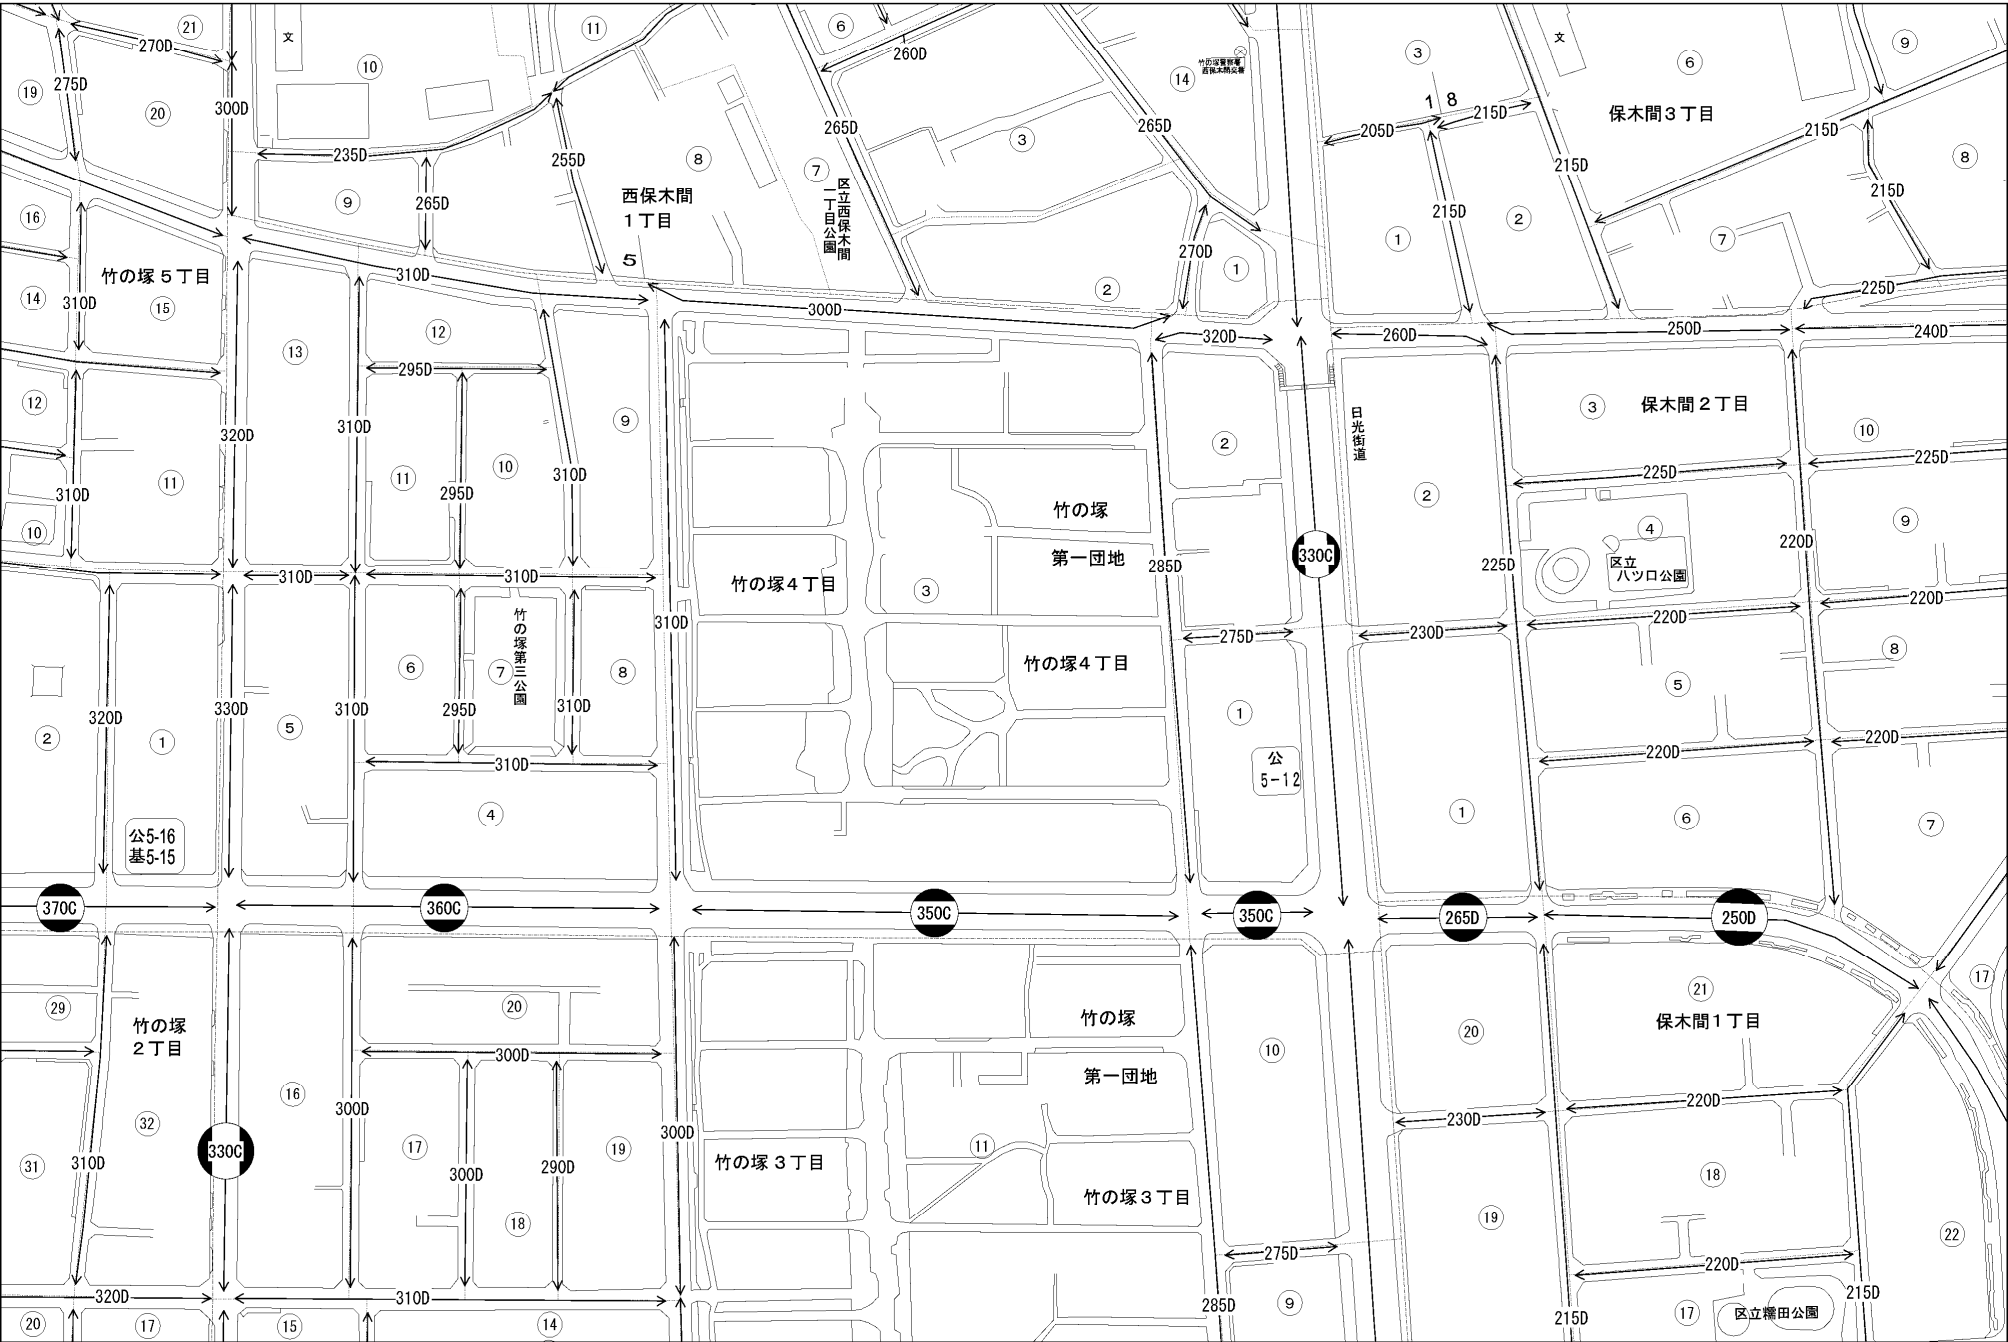 21
文
10
11
6
260D
14
竹の塚警察署
西保木間交番
3
文
6
9
270D
275D
19
20
300D
235D
255D
8
265D
3
265D
205D
1 8
215D
保木間3丁目
215D
8
16
9
265D
西保木間
1丁目
5
7
区立西保木間
一丁目公園
270D
1
215D
1
2
215D
7
215D
竹の塚5丁目
14
310D
15
310D
2
225D
13
12
300D
320D
260D
250D
240D
295D
12
320D
310D
9
2
日光街道
3
保木間2丁目
10
310D
11
11
295D
10
310D
225D
225D
10
竹の塚
第一団地
2
4
区立
八ツ口公園
9
220D
310D
310D
竹の塚4丁目
3
285D
330C
225D
220D
220D
310D
275D
230D
6
7
竹の塚第三公園
8
竹の塚4丁目
8
2
320D
1
330D
5
310D
295D
310D
1
5
220D
220D
310D
公
5-12
4
1
6
7
公5-16
基5-15
370C
360C
350C
350C
265D
250D
29
竹の塚
2丁目
20
竹の塚
21
保木間1丁目
17
20
300D
10
第一団地
16
300D
220D
32
17
300D
230D
31
310D
330C
300D
290D
19
竹の塚3丁目
11
竹の塚3丁目
18
18
19
22
275D
220D
320D
310D
285D
9
215D
17
区立糯田公園
215D
20
17
15
14